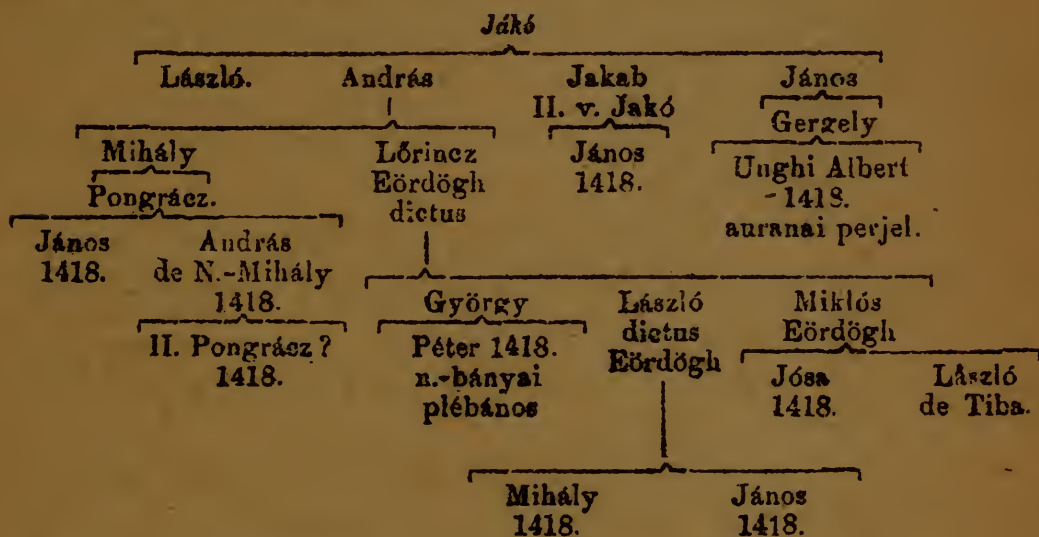 Jákó
László. András Jakab János
II. v. Jakó Gergely
Mihály Lőrincz János Unghi Albert
Pongrácz. Eördögh 1418. - 1418.
dictus auranai perjel.
János András
1418. de N.-Mihály
1418. György László Miklós
II. Pongrácz ? Péter 1418. dictus Eördögh
1418. n.-bányai Eördögh Jósa László
plébános 1418. de Tiba.
Mihály János
1418. 1418.